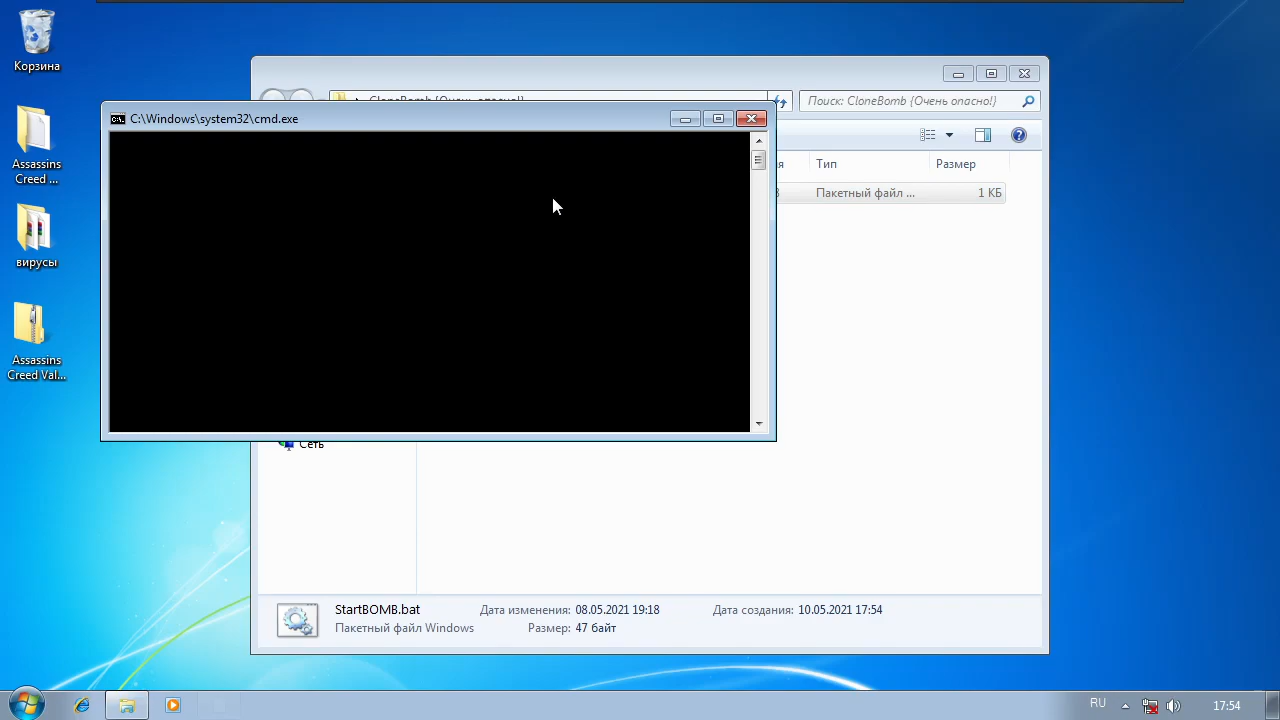 Корзина
Assassins
Creed ...
вирусы
Assassins
Creed Val...
Поиск: CloneBomb {Очень опасно!}
C:\Windows\system32\cmd.exe
Тип
Размер
Пакетный файл ...
1 КБ
Сеть
StartBOMB.bat
Дата изменения: 08.05.2021 19:18
Дата создания: 10.05.2021 17:54
Пакетный файл Windows
Размер: 47 байт
RU
17:54